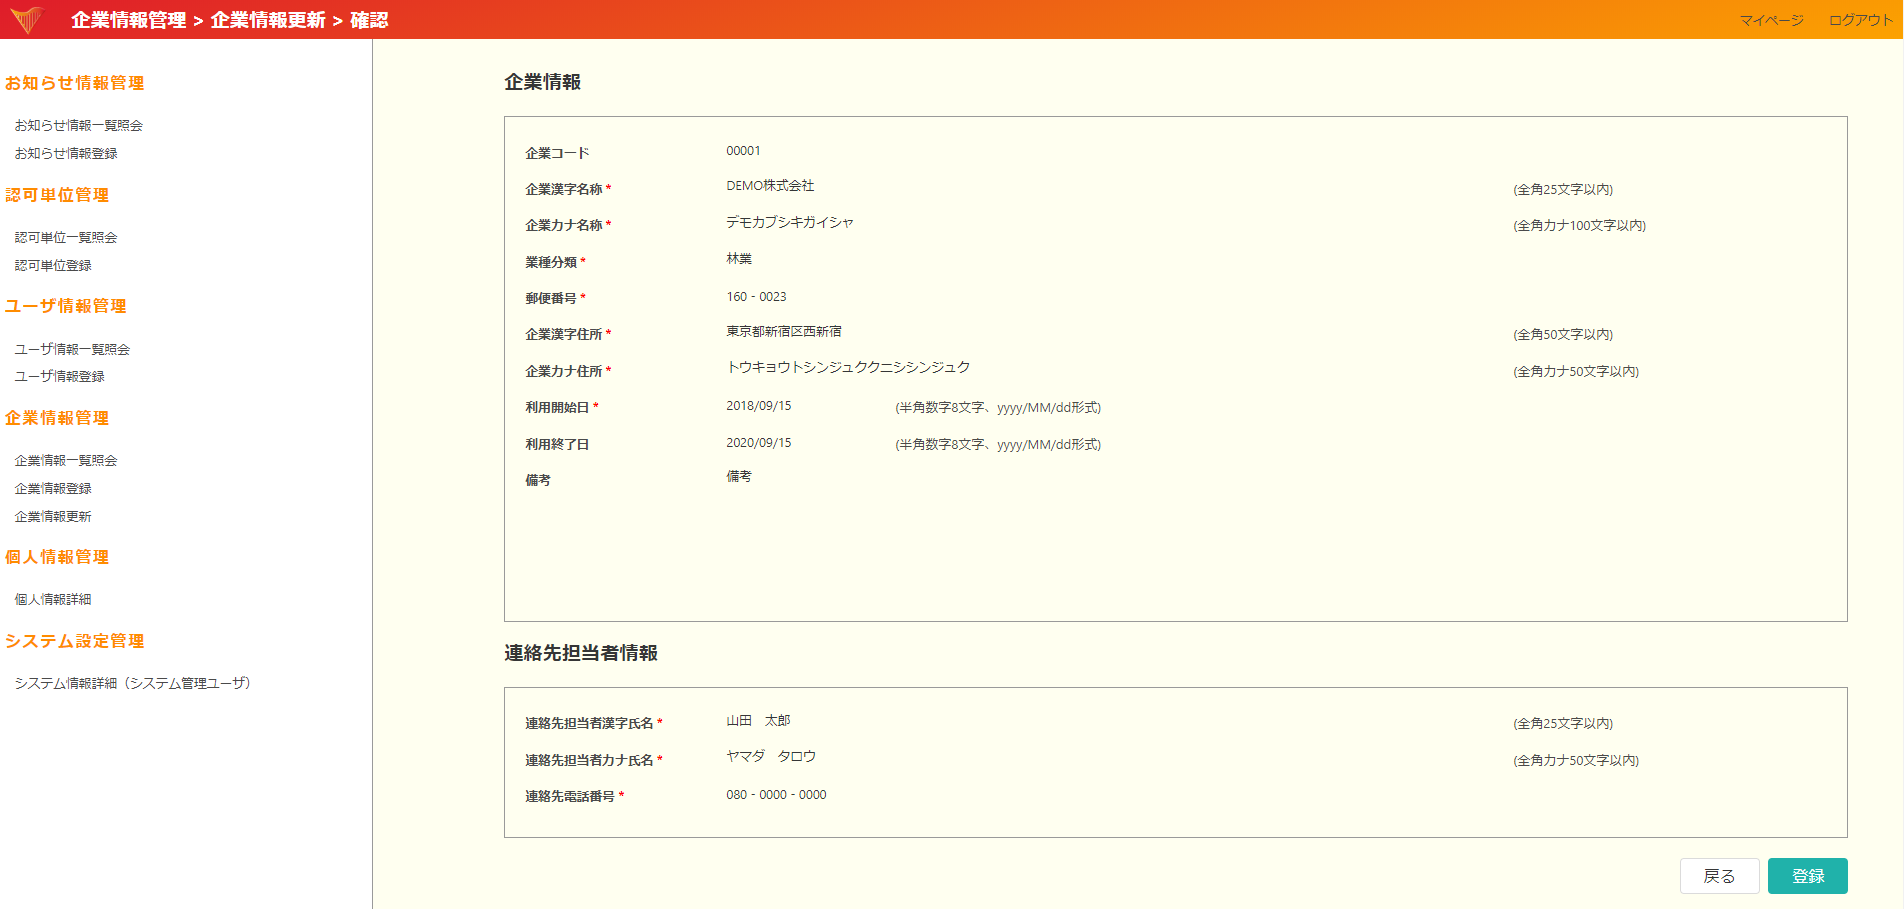 企業情報管理 > 企業情報更新 > 確認
マイページ ログアウト
お知らせ情報管理
お知らせ情報一覧照会
お知らせ情報登録
認可単位管理
認可単位一覧照会
認可単位登録
ユーザ情報管理
ユーザ情報一覧照会
ユーザ情報登録
企業情報管理
企業情報一覧照会
企業情報登録
企業情報更新
個人情報管理
個人情報詳細
システム設定管理
システム情報詳細（システム管理ユーザ）
企業情報
企業コード 00001
企業漢字名称 * DEMO株式会社 (全角25文字以内)
企業カナ名称 * デモカブシキガイシャ (全角カナ100文字以内)
業種分類 * 林業
郵便番号 * 160 - 0023
企業漢字住所 * 東京都新宿区西新宿 (全角50文字以内)
企業カナ住所 * トウキョウトシンジュククニシシンジュク (全角カナ50文字以内)
利用開始日 * 2018/09/15 (半角数字8文字、yyyy/MM/dd形式)
利用終了日 2020/09/15 (半角数字8文字、yyyy/MM/dd形式)
備考 備考
連絡先担当者情報
連絡先担当者漢字氏名 * 山田　太郎 (全角25文字以内)
連絡先担当者カナ氏名 * ヤマダ　タロウ (全角カナ50文字以内)
連絡先電話番号 * 080 - 0000 - 0000
戻る 登録